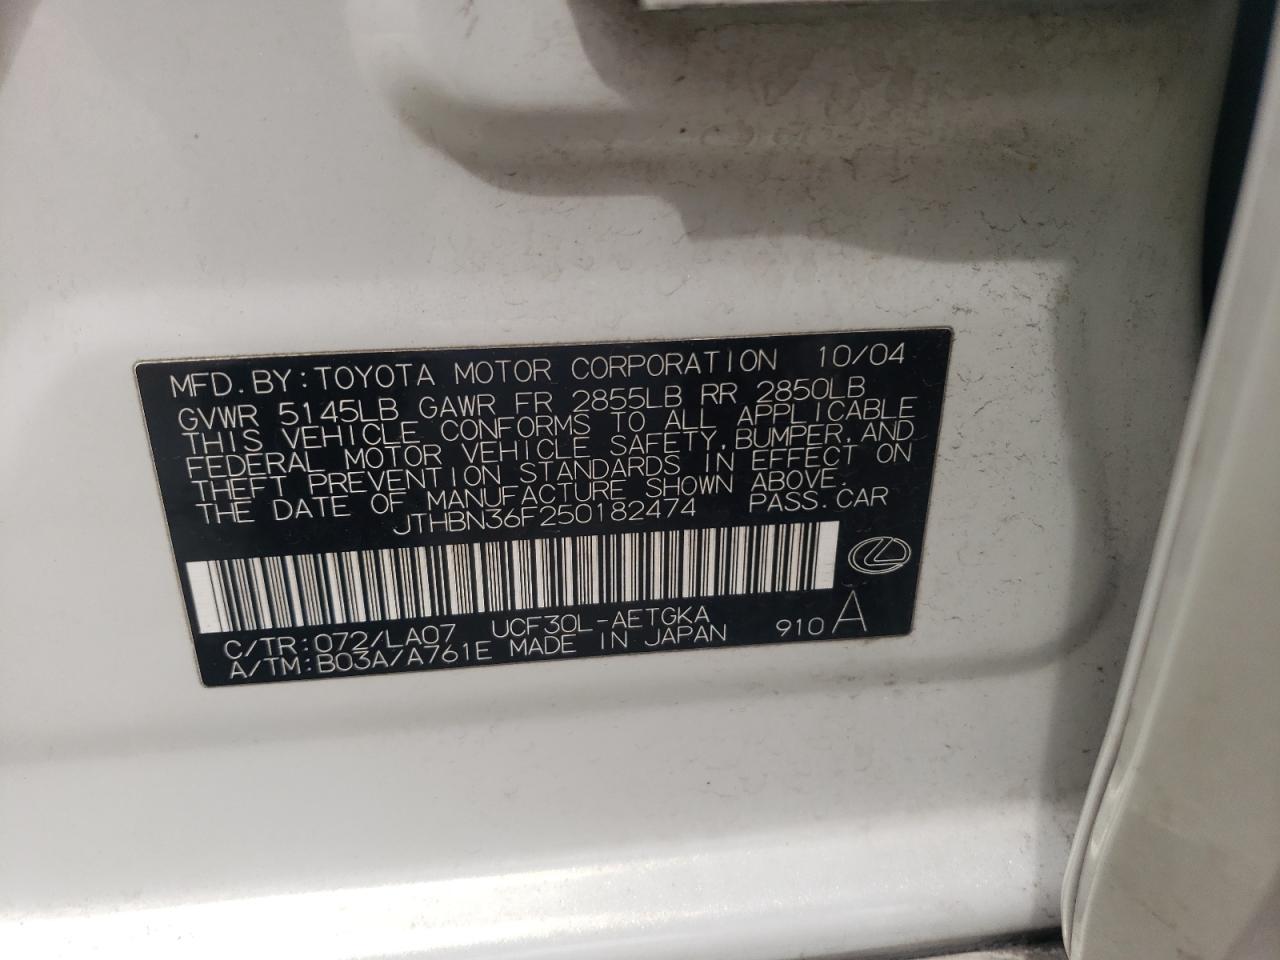 MFD. BY: TOYOTA MOTOR CORPORATION 10/04
GVWR 5145LB GAWR FR 2855LB RR 2850LB
THIS VEHICLE CONFORMS TO ALL APPLICABLE
FEDERAL MOTOR VEHICLE SAFETY, BUMPER, AND
THEFT PREVENTION STANDARDS IN EFFECT ON
THE DATE OF MANUFACTURE SHOWN ABOVE.
JTHBN36F250182474 PASS. CAR
C/TR: 072/LA07 UCF30L-AETGKA
A/TM: B03A/A761E MADE IN JAPAN 910 A